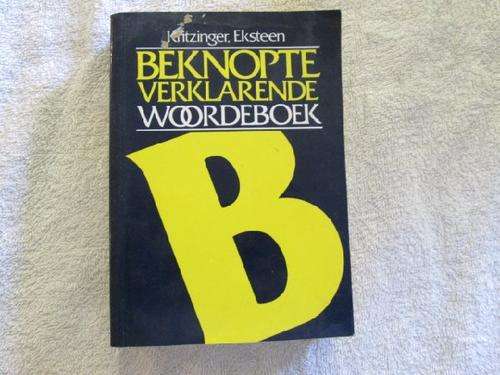 Kritzinger, Eksteen
BEKNOPTE
VERKLARENDE
WOORDEBOEK
B